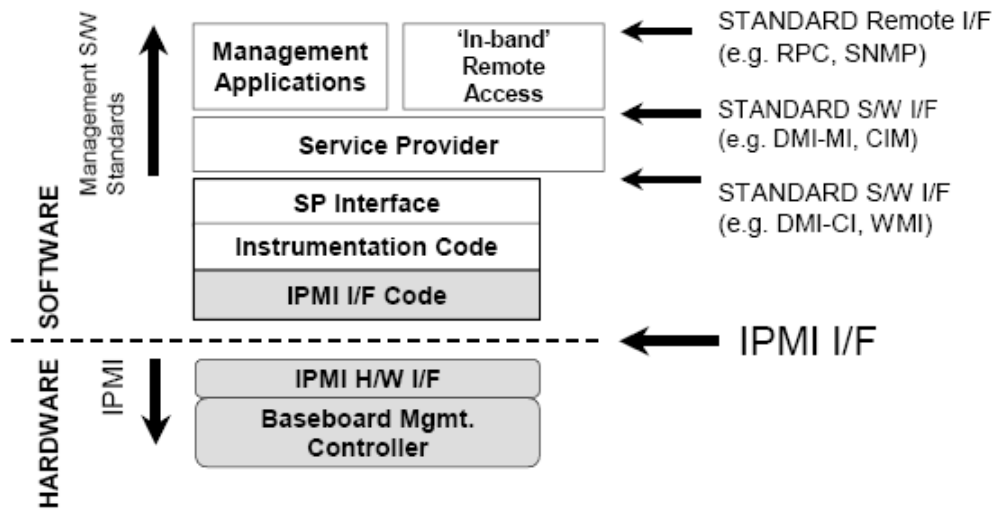 Management S/W
Standards
SOFTWARE
HARDWARE
IPMI
Management
Applications
‘In-band’
Remote
Access
Service Provider
SP Interface
Instrumentation Code
IPMI I/F Code
IPMI H/W I/F
Baseboard Mgmt.
Controller
STANDARD Remote I/F
(e.g. RPC, SNMP)
STANDARD S/W I/F
(e.g. DMI-MI, CIM)
STANDARD S/W I/F
(e.g. DMI-CI, WMI)
IPMI I/F